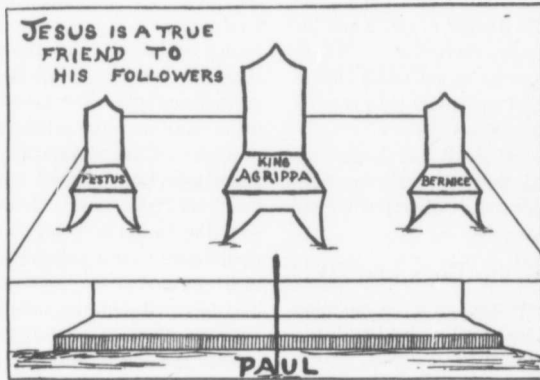 JESUS IS A TRUE
FRIEND TO
HIS FOLLOWERS
FESTUS
KING
AGRIPPA
BERNICE
PAUL